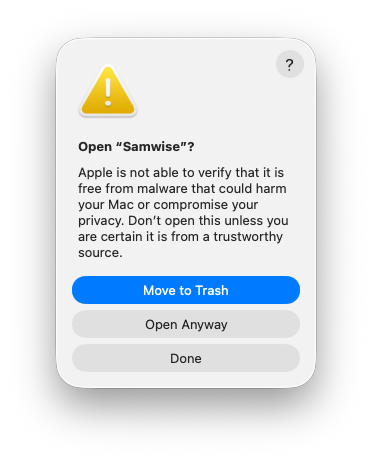 ?
Open “Samwise”?
Apple is not able to verify that it is
free from malware that could harm
your Mac or compromise your
privacy. Don’t open this unless you
are certain it is from a trustworthy
source.
Move to Trash
Open Anyway
Done